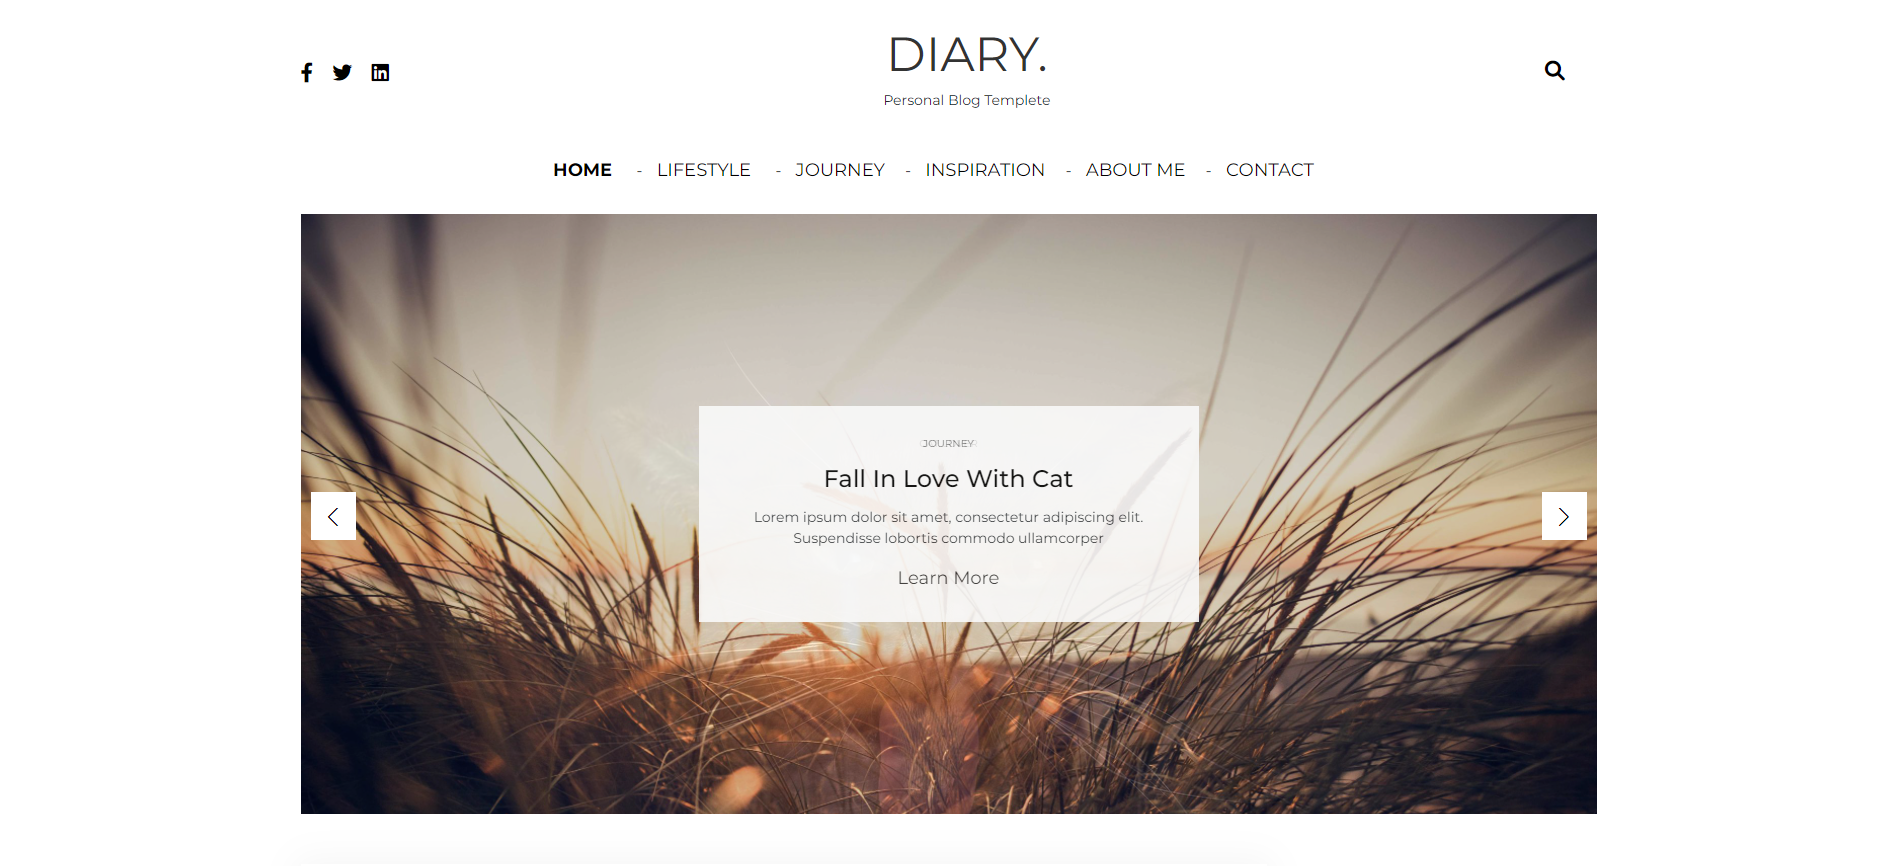 DIARY.
Personal Blog Templete
HOME - LIFESTYLE - JOURNEY - INSPIRATION - ABOUT ME - CONTACT
JOURNEY
Fall In Love With Cat
Lorem ipsum dolor sit amet, consectetur adipiscing elit.
Suspendisse lobortis commodo ullamcorper
Learn More